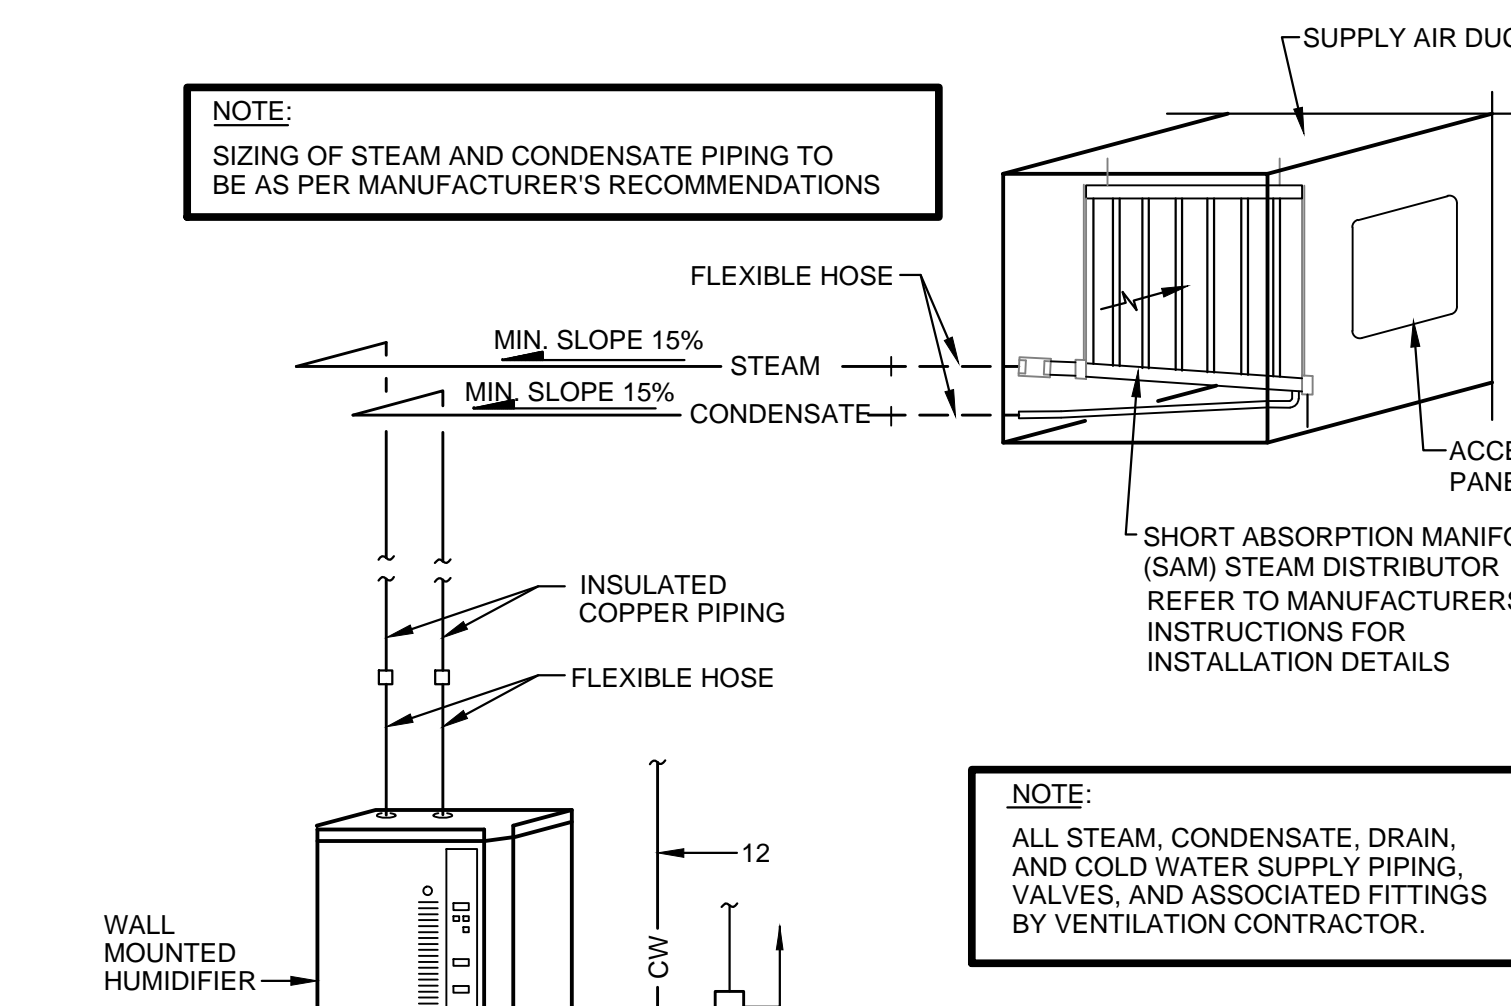 SUPPLY AIR DUC
NOTE:
SIZING OF STEAM AND CONDENSATE PIPING TO
BE AS PER MANUFACTURER'S RECOMMENDATIONS
FLEXIBLE HOSE
MIN. SLOPE 15%
STEAM
MIN. SLOPE 15%
CONDENSATE
ACCE
PANE
SHORT ABSORPTION MANIFO
(SAM) STEAM DISTRIBUTOR
REFER TO MANUFACTURERS
INSTRUCTIONS FOR
INSTALLATION DETAILS
INSULATED
COPPER PIPING
FLEXIBLE HOSE
NOTE:
ALL STEAM, CONDENSATE, DRAIN,
AND COLD WATER SUPPLY PIPING,
VALVES, AND ASSOCIATED FITTINGS
BY VENTILATION CONTRACTOR.
12
WALL
MOUNTED
HUMIDIFIER
CW